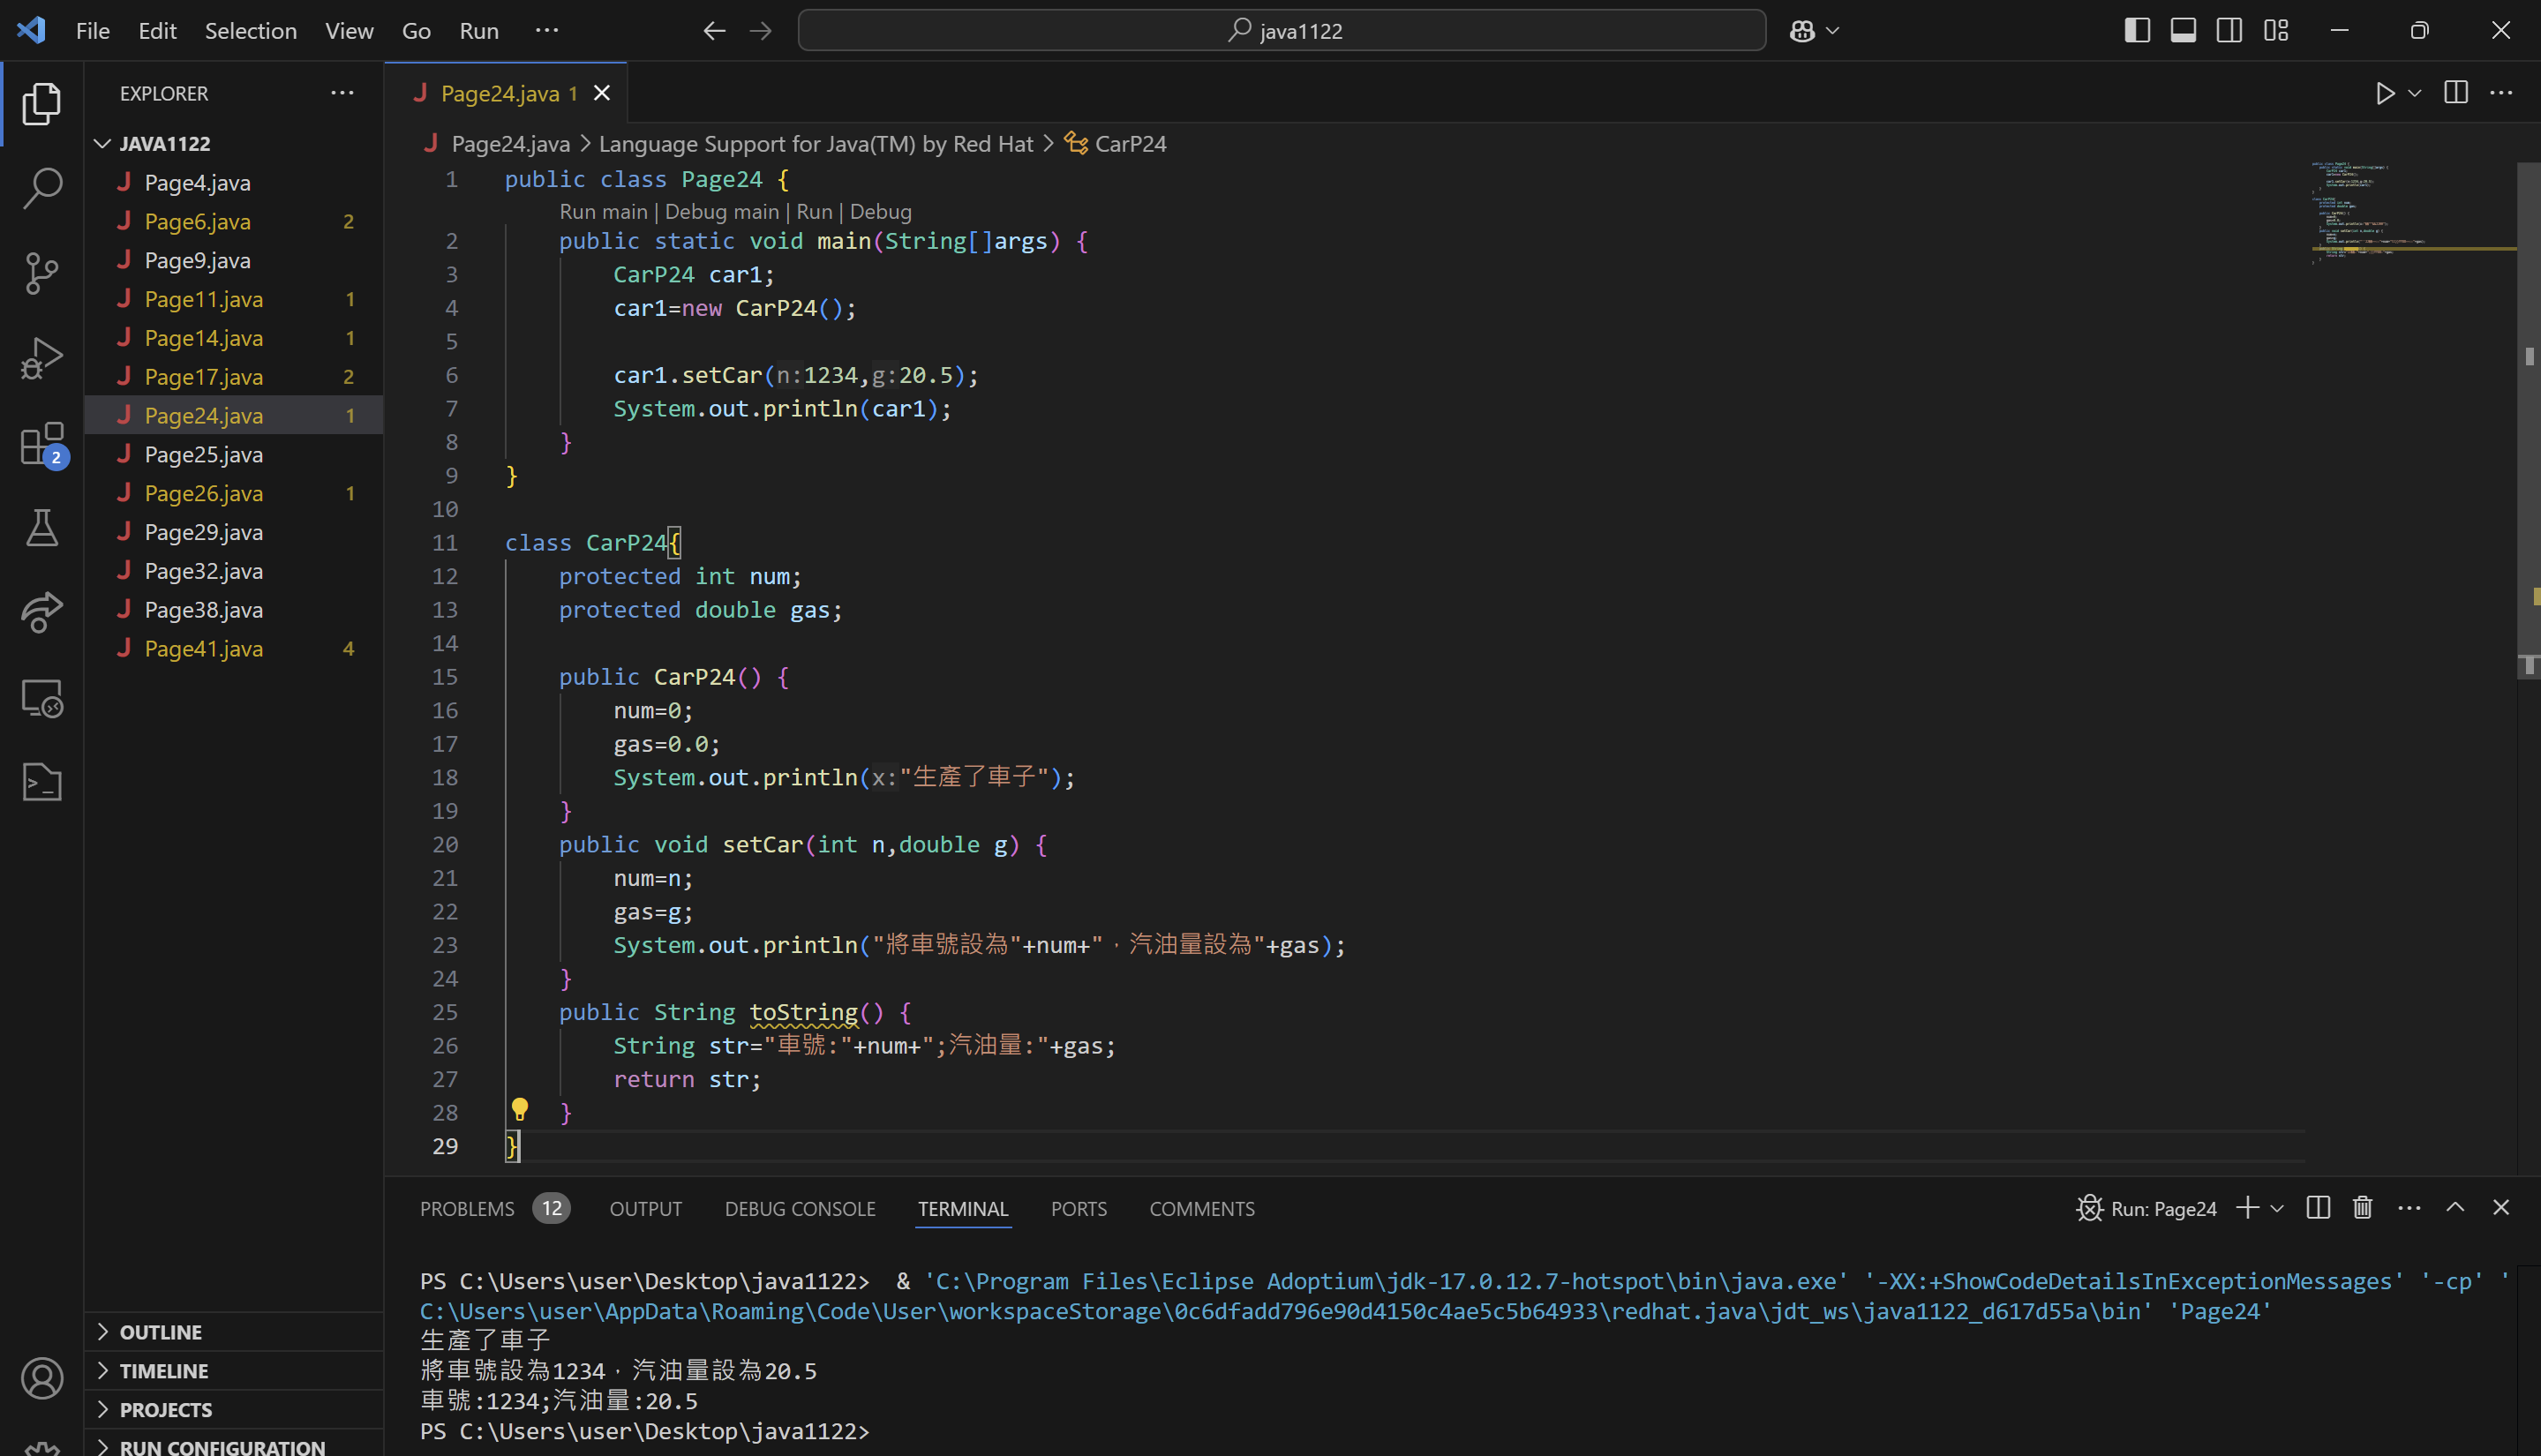 File Edit Selection View Go Run ··· java1122
EXPLORER ···
JAVA1122
J Page4.java
J Page6.java 2
J Page9.java
J Page11.java 1
J Page14.java 1
J Page17.java 2
J Page24.java 1
J Page25.java
J Page26.java 1
J Page29.java
J Page32.java
J Page38.java
J Page41.java 4
2
OUTLINE
TIMELINE
PROJECTS
RUN CONFIGURATION
J Page24.java 1
J Page24.java > Language Support for Java(TM) by Red Hat > CarP24
1 public class Page24 {
Run main | Debug main | Run | Debug
2 public static void main(String[]args) {
3 CarP24 car1;
4 car1=new CarP24();
5
6 car1.setCar(n:1234,g:20.5);
7 System.out.println(car1);
8 }
9 }
10
11 class CarP24{
12 protected int num;
13 protected double gas;
14
15 public CarP24() {
16 num=0;
17 gas=0.0;
18 System.out.println(x:"生產了車子");
19 }
20 public void setCar(int n,double g) {
21 num=n;
22 gas=g;
23 System.out.println("將車號設為"+num+"，汽油量設為"+gas);
24 }
25 public String toString() {
26 String str="車號:"+num+";汽油量:"+gas;
27 return str;
28 }
29 }
PROBLEMS 12 OUTPUT DEBUG CONSOLE TERMINAL PORTS COMMENTS Run: Page24
PS C:\Users\user\Desktop\java1122>  & 'C:\Program Files\Eclipse Adoptium\jdk-17.0.12.7-hotspot\bin\java.exe' '-XX:+ShowCodeDetailsInExceptionMessages' '-cp' '
C:\Users\user\AppData\Roaming\Code\User\workspaceStorage\0c6dfadd796e90d4150c4ae5c5b64933\redhat.java\jdt_ws\java1122_d617d55a\bin' 'Page24'
生產了車子
將車號設為1234，汽油量設為20.5
車號:1234;汽油量:20.5
PS C:\Users\user\Desktop\java1122>